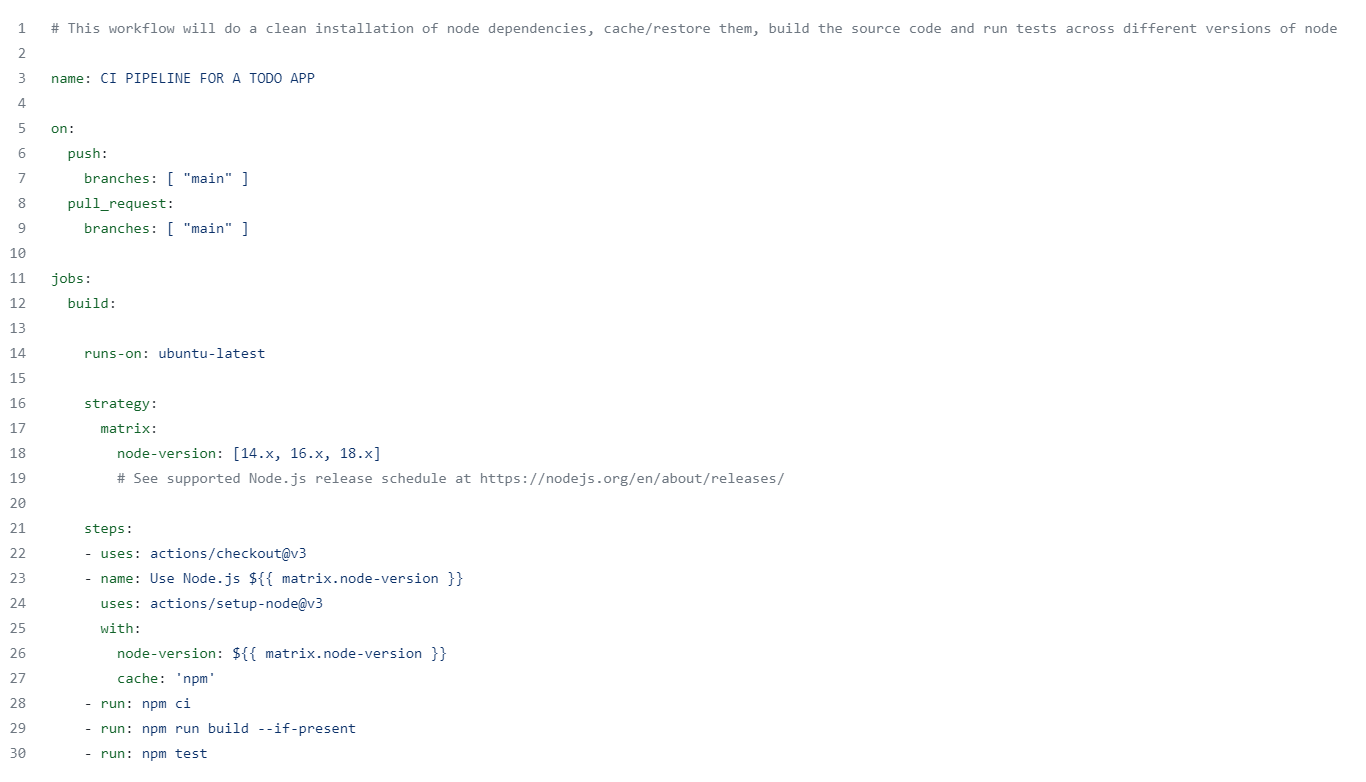 1 # This workflow will do a clean installation of node dependencies, cache/restore them, build the source code and run tests across different versions of node
2
3 name: CI PIPELINE FOR A TODO APP
4
5 on:
6   push:
7     branches: [ "main" ]
8   pull_request:
9     branches: [ "main" ]
10
11 jobs:
12   build:
13
14     runs-on: ubuntu-latest
15
16     strategy:
17       matrix:
18         node-version: [14.x, 16.x, 18.x]
19         # See supported Node.js release schedule at https://nodejs.org/en/about/releases/
20
21     steps:
22     - uses: actions/checkout@v3
23     - name: Use Node.js ${{ matrix.node-version }}
24       uses: actions/setup-node@v3
25       with:
26         node-version: ${{ matrix.node-version }}
27         cache: 'npm'
28     - run: npm ci
29     - run: npm run build --if-present
30     - run: npm test